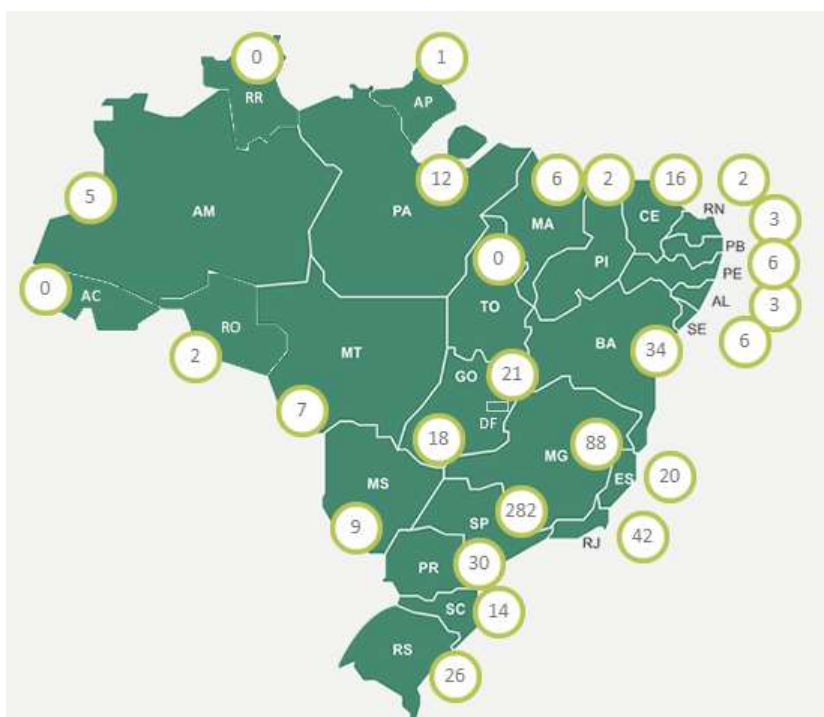 0
1
RR
AP
12
6
2
16
2
5
AM
PA
MA
CE
RN
3
PB
0
PI
6
PE
0
AC
TO
AL
3
RO
SE
6
2
MT
BA
34
GO
21
7
DF
18
88
MG
MS
ES
20
9
SP
282
RJ
42
PR
30
SC
14
RS
26